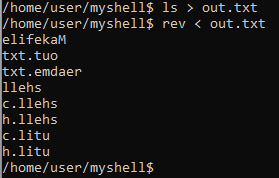 /home/user/myshell$ ls > out.txt
/home/user/myshell$ rev < out.txt
elifekaM
txt.tuo
txt.emdaer
llehs
c.llehs
h.llehs
c.litu
h.litu
/home/user/myshell$